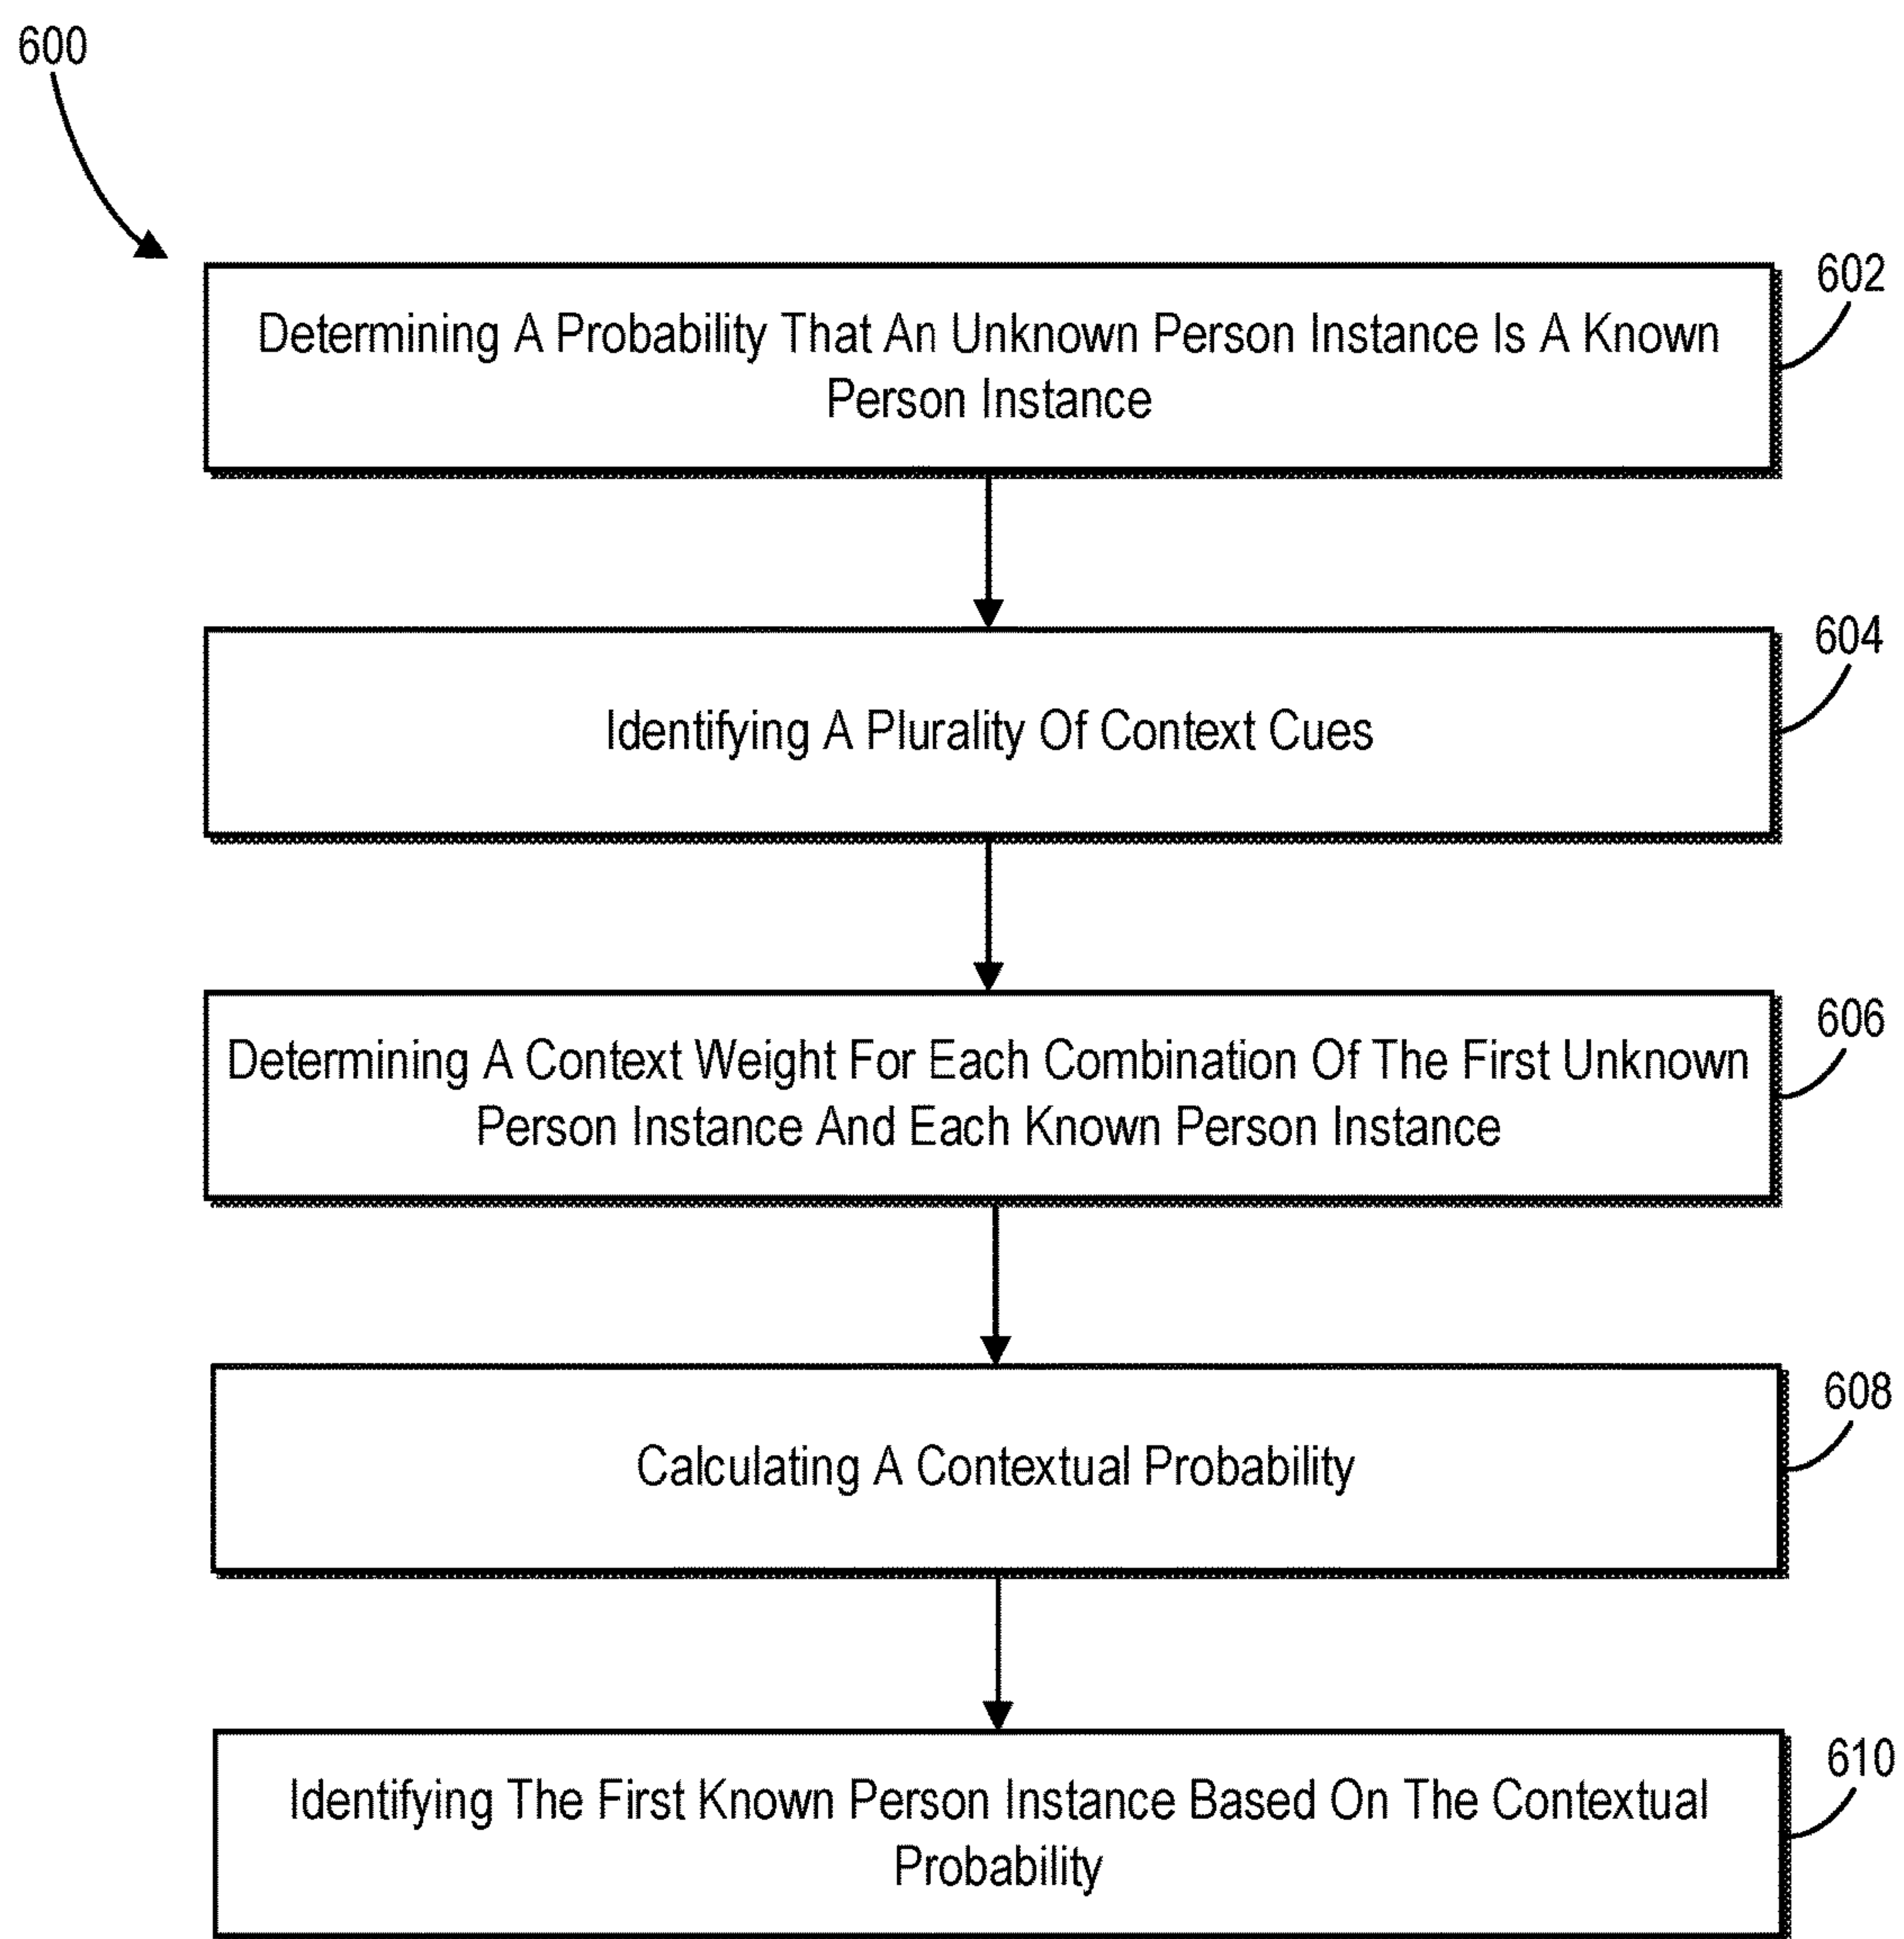 600
602
Determining A Probability That An Unknown Person Instance Is A Known
Person Instance
604
Identifying A Plurality Of Context Cues
606
Determining A Context Weight For Each Combination Of The First Unknown
Person Instance And Each Known Person Instance
608
Calculating A Contextual Probability
610
Identifying The First Known Person Instance Based On The Contextual
Probability